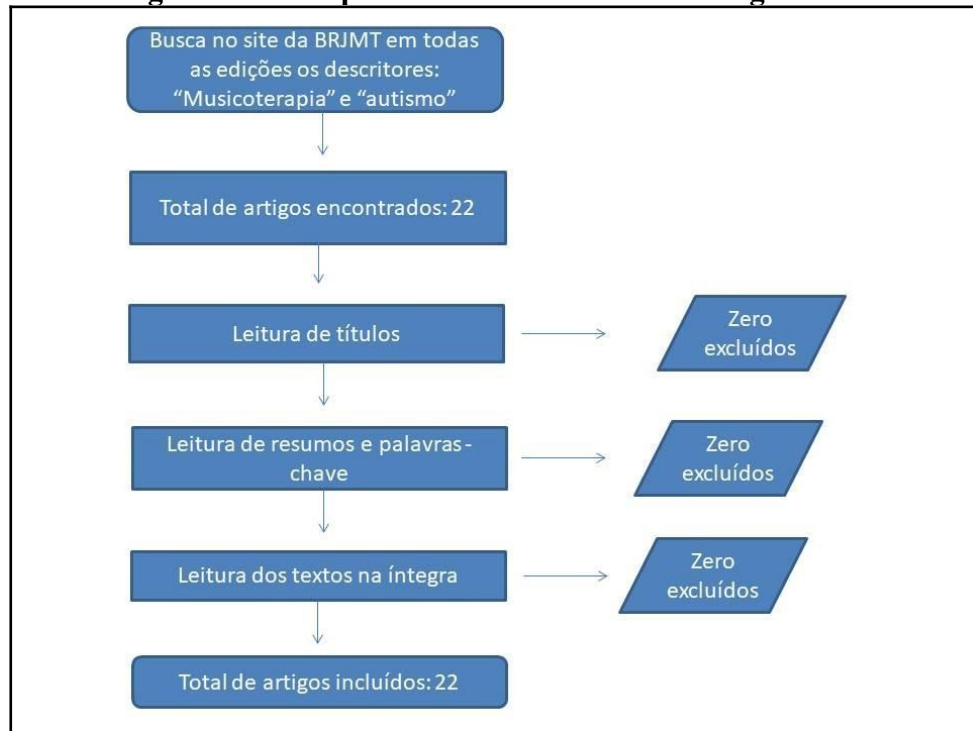 Busca no site da BRJMT em todas
as edições os descritores:
“Musicoterapia” e “autismo”
Total de artigos encontrados: 22
Leitura de títulos
Zero
excluídos
Leitura de resumos e palavras-
chave
Zero
excluídos
Leitura dos textos na íntegra
Zero
excluídos
Total de artigos incluídos: 22